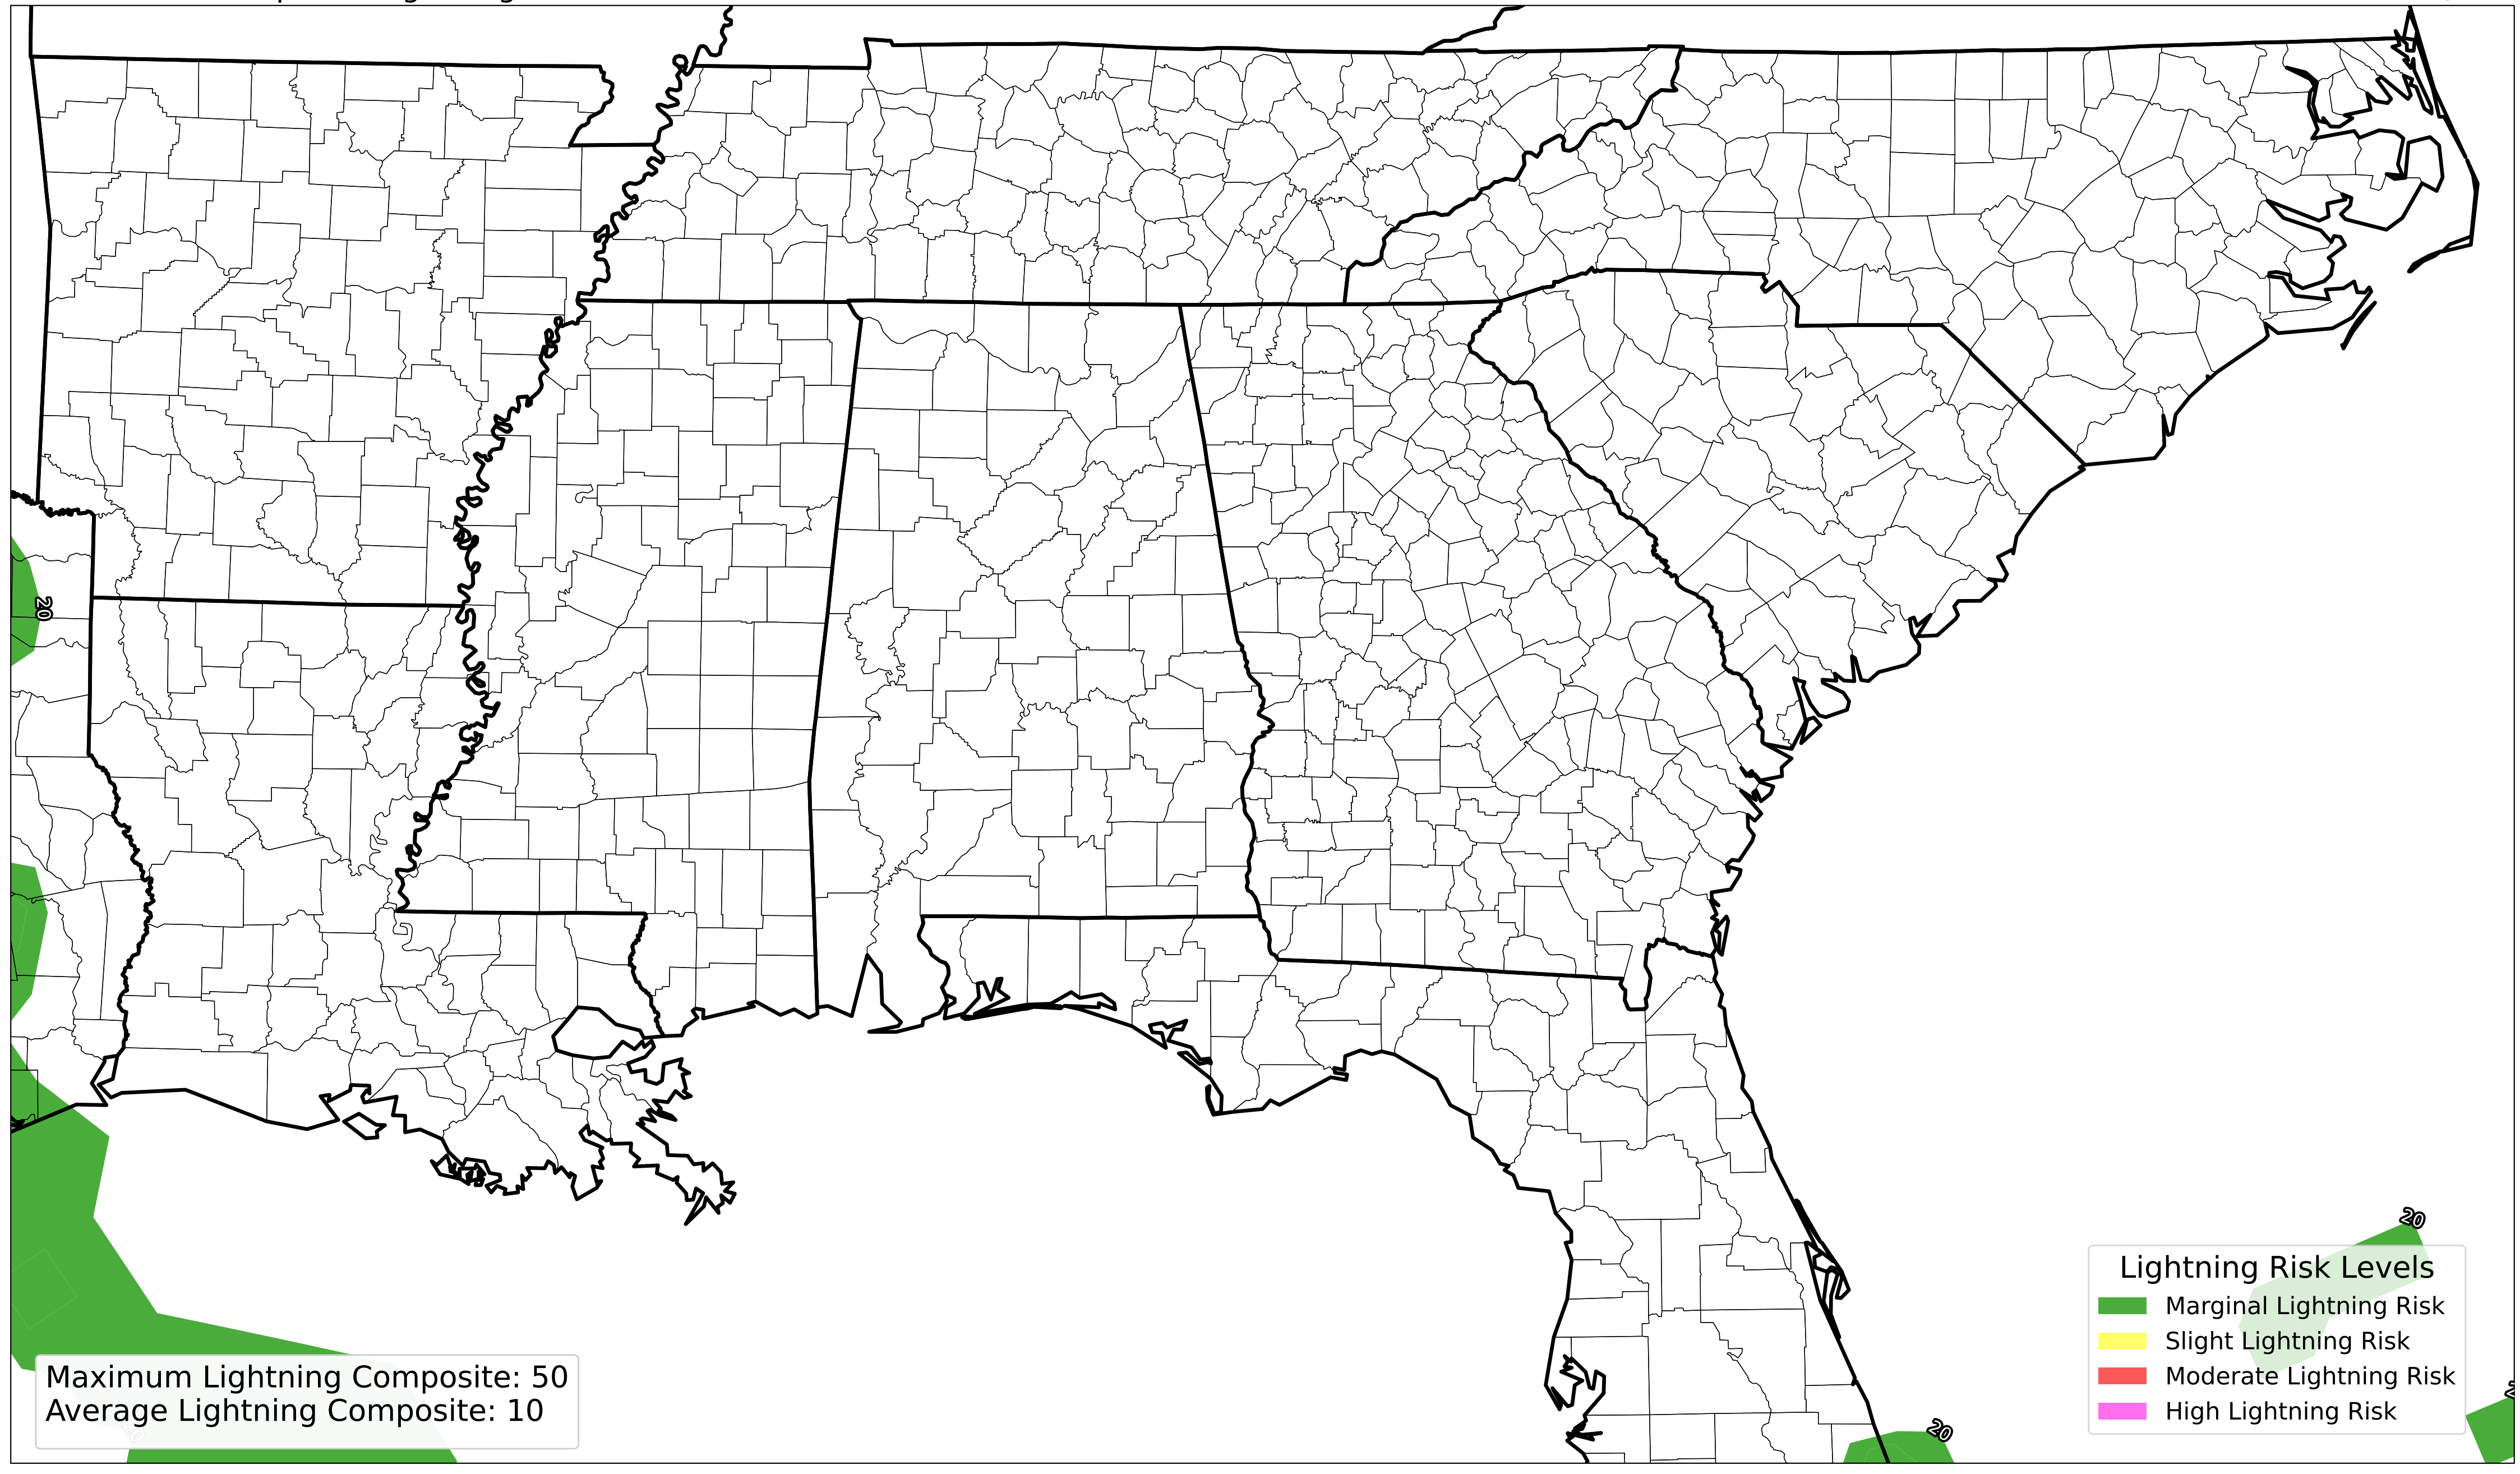 20
20
Lightning Risk Levels
Marginal Lightning Risk
Slight Lightning Risk
Moderate Lightning Risk
High Lightning Risk
Maximum Lightning Composite: 50
Average Lightning Composite: 10
20